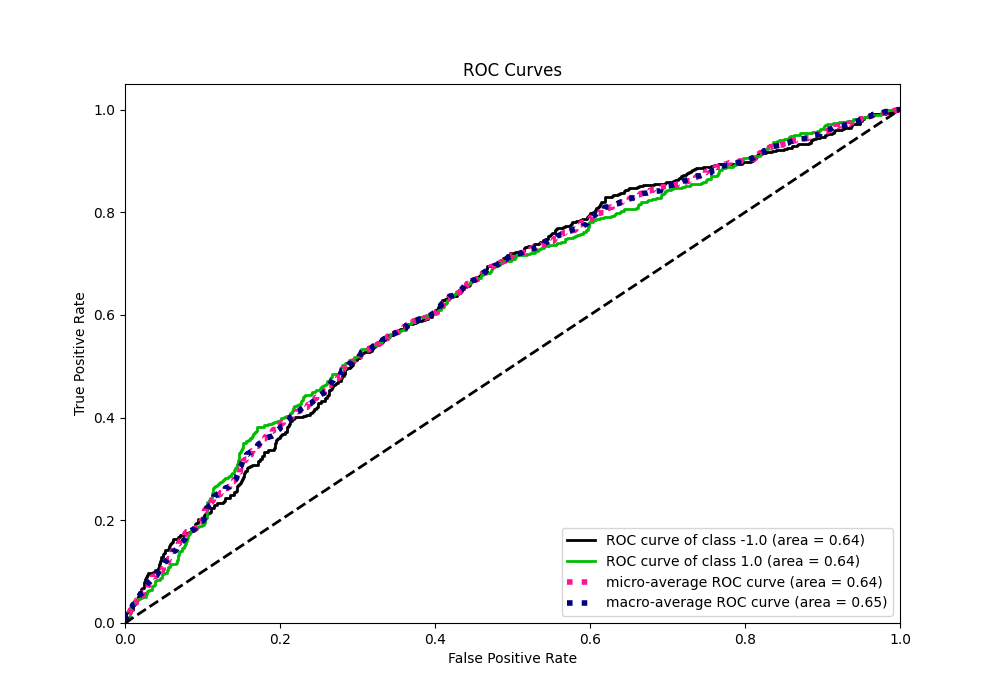 ROC Curves
True Positive Rate
1.0
0.8
0.6
0.4
0.2
0.0
0.0 0.2 0.4 0.6 0.8 1.0
False Positive Rate
ROC curve of class -1.0 (area = 0.64)
ROC curve of class 1.0 (area = 0.64)
micro-average ROC curve (area = 0.64)
macro-average ROC curve (area = 0.65)